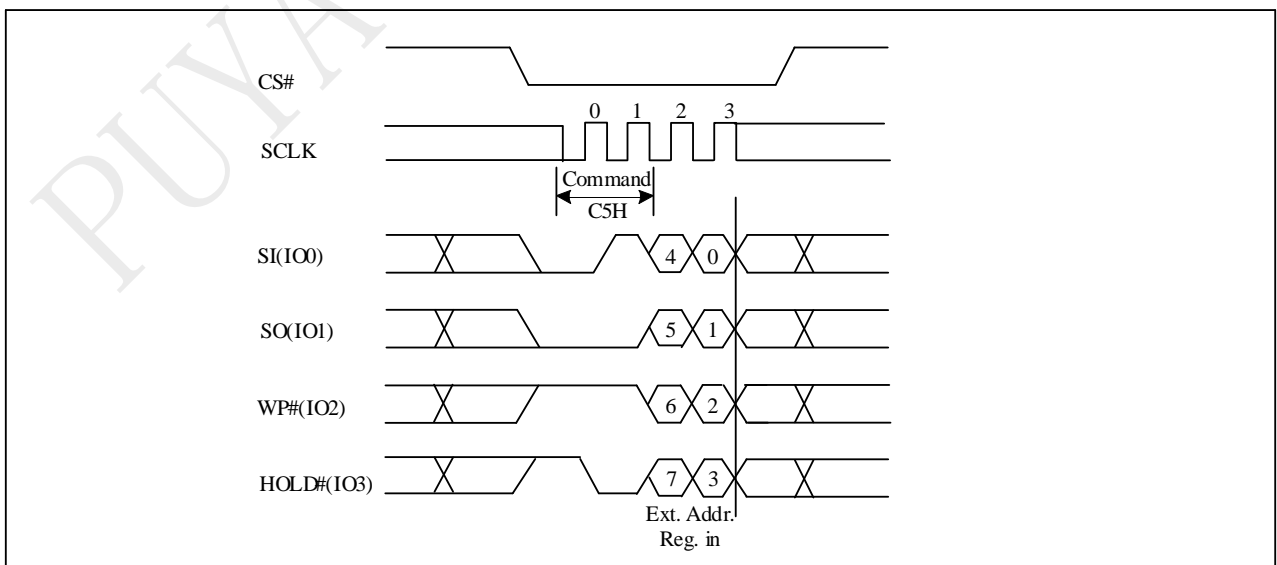 PUYA
CS#
0 1 2 3
SCLK
Command
C5H
SI(IO0)
4 0
SO(IO1)
5 1
WP#(IO2)
6 2
HOLD#(IO3)
7 3
Ext. Addr.
Reg. in